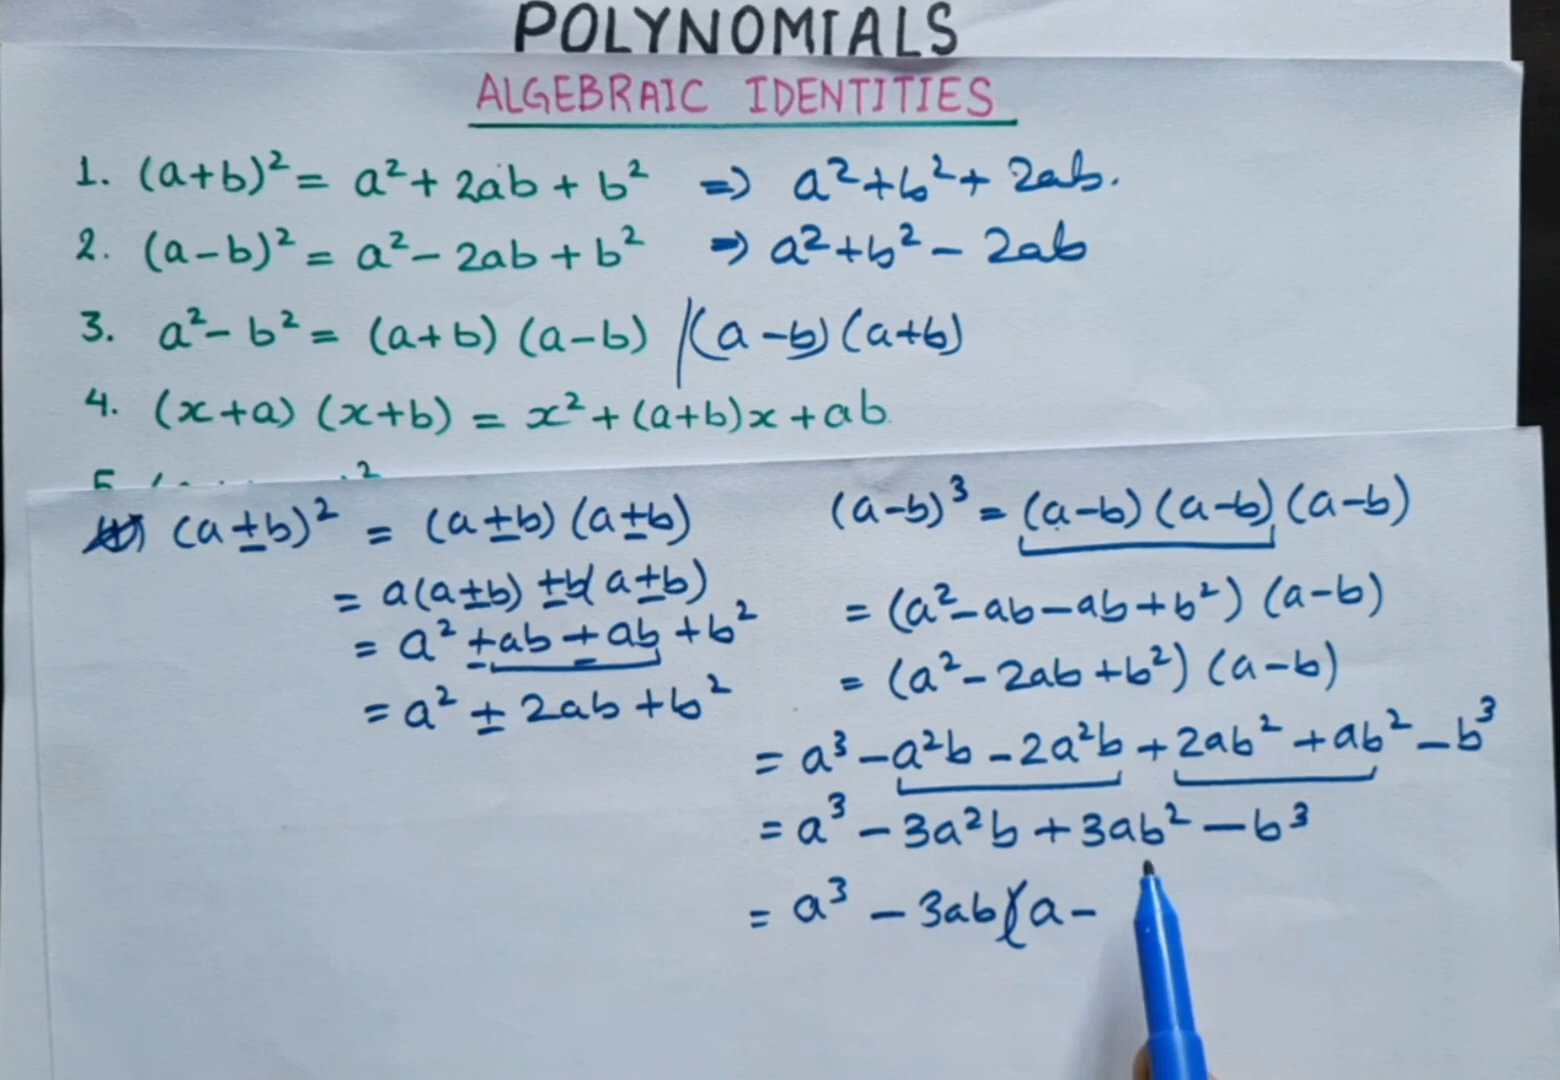 POLYNOMIALS
ALGEBRAIC IDENTITIES
1. (a+b)² = a² + 2ab + b² ⇒ a²+b²+ 2ab.
2. (a-b)² = a² - 2ab + b² ⇒ a²+b² - 2ab
3. a² - b² = (a+b) (a-b) /(a-b)(a+b)
4. (x+a) (x+b) = x² + (a+b)x + ab
5.
(a±b)² = (a±b)(a±b)
= a(a±b) ±b(a±b)
= a² ±ab ± ab + b²
= a² ± 2ab + b²
(a-b)³ = (a-b)(a-b)(a-b)
= (a²-ab-ab+b²) (a-b)
= (a²-2ab+b²) (a-b)
= a³ - a²b - 2a²b + 2ab² + ab² - b³
= a³ - 3a²b + 3ab² - b³
= a³ - 3ab(a -